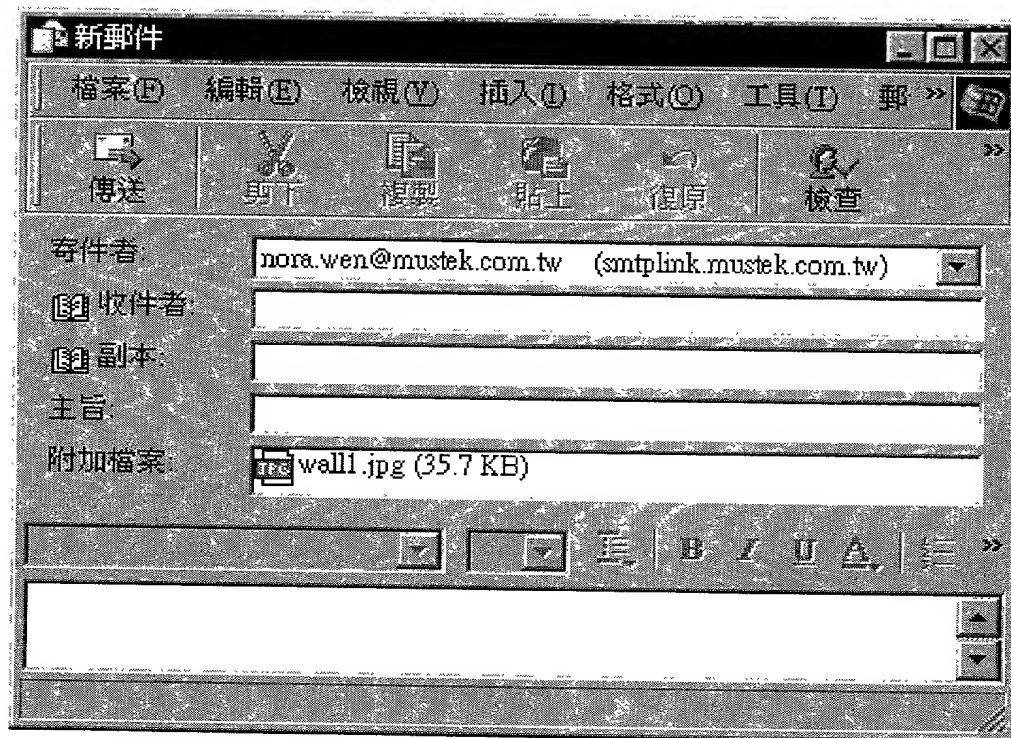 新郵件
檔案(F) 編輯(E) 檢視(V) 插入(I) 格式(O) 工具(T) 郵 »
傳送 剪下 複製 貼上 復原 檢查 »
寄件者: nora.wen@mustek.com.tw (smtplink.mustek.com.tw)
收件者:
副本:
主旨:
附加檔案: wall1.jpg (35.7 KB)
B I U A »